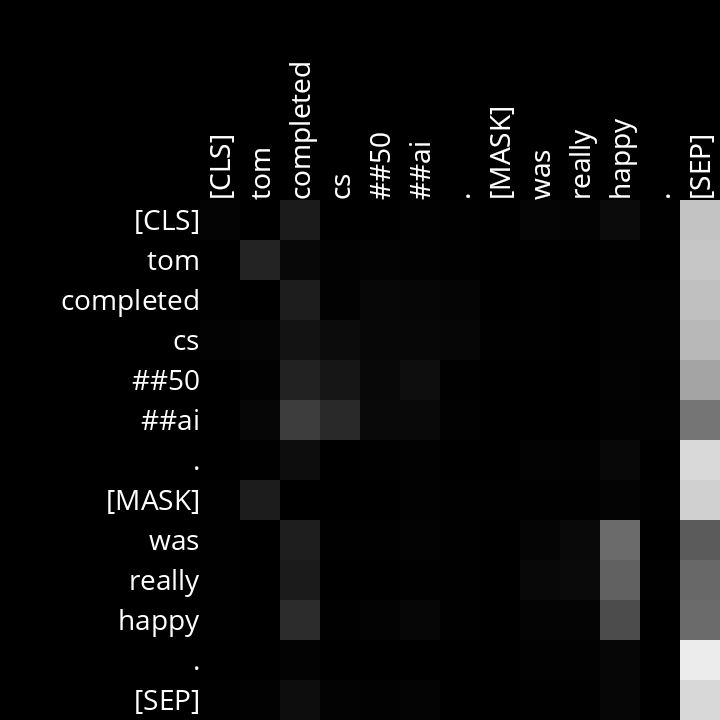 [CLS] tom completed cs ##50 ##ai . [MASK] was really happy . [SEP]
[CLS]
tom
completed
cs
##50
##ai
.
[MASK]
was
really
happy
.
[SEP]